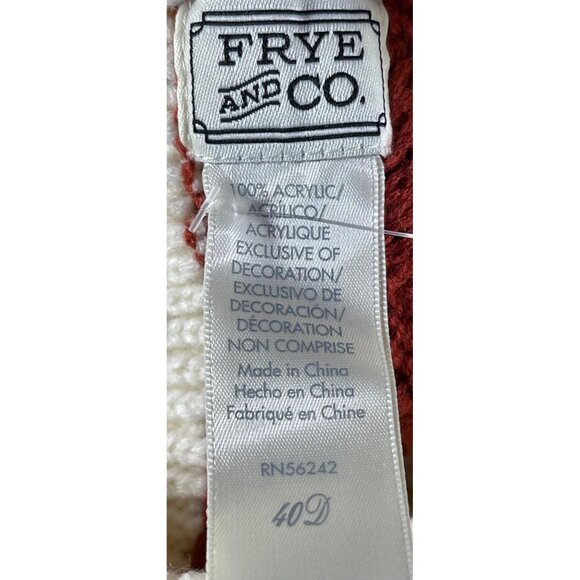 FRYE
AND CO.
100% ACRYLIC/
ACRÍLICO/
ACRYLIQUE
EXCLUSIVE OF
DECORATION/
EXCLUSIVO DE
DECORACIÓN/
DÉCORATION
NON COMPRISE
Made in China
Hecho en China
Fabriqué en Chine
RN56242
40D